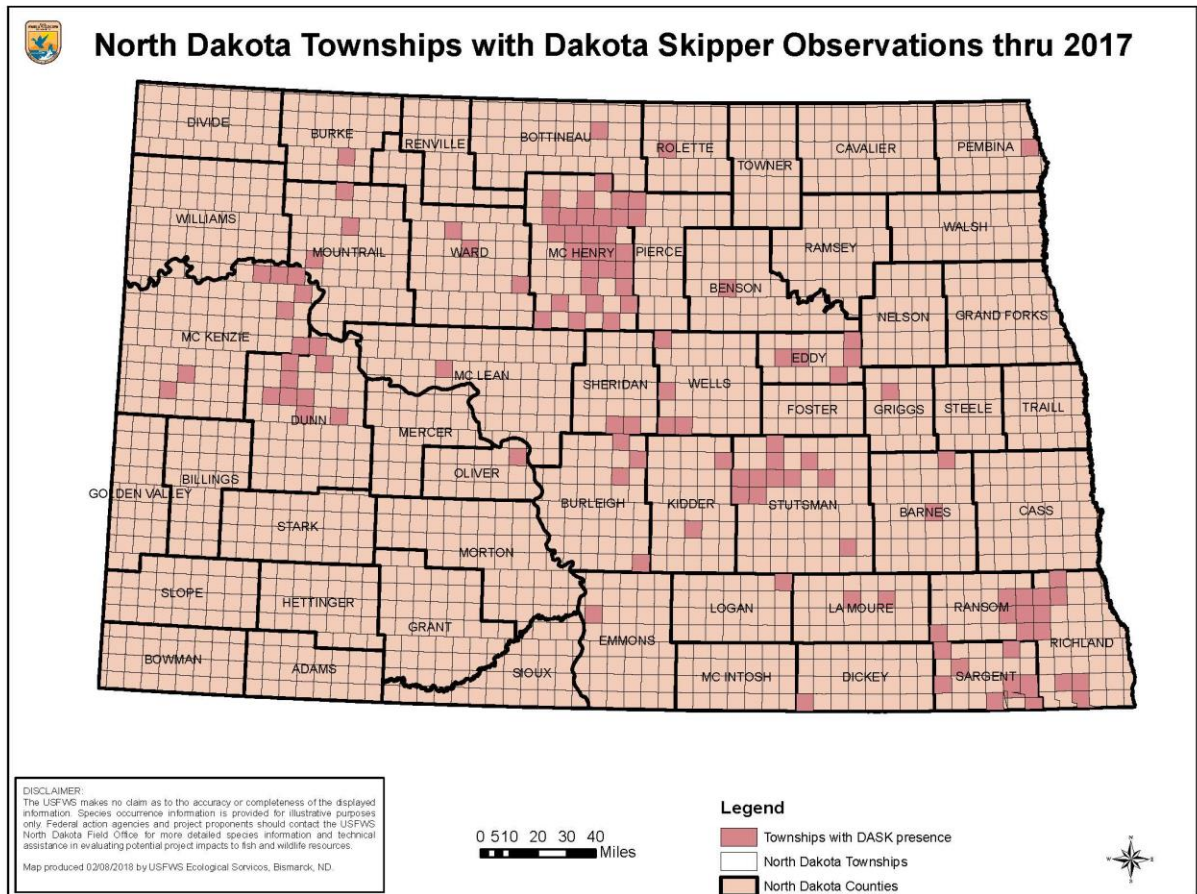 North Dakota Townships with Dakota Skipper Observations thru 2017
DIVIDE
BURKE
RENVILLE
BOTTINEAU
ROLETTE
TOWNER
CAVALIER
PEMBINA
WILLIAMS
MOUNTRAIL
WARD
MC HENRY
PIERCE
BENSON
RAMSEY
WALSH
NELSON
GRAND FORKS
MC KENZIE
DUNN
MC LEAN
MERCER
OLIVER
SHERIDAN
WELLS
EDDY
FOSTER
GRIGGS
STEELE
TRAILL
GOLDEN VALLEY
BILLINGS
STARK
MORTON
BURLEIGH
KIDDER
STUTSMAN
BARNES
CASS
SLOPE
HETTINGER
GRANT
BOWMAN
ADAMS
SIOUX
EMMONS
LOGAN
LA MOURE
RANSOM
RICHLAND
MC INTOSH
DICKEY
SARGENT
DISCLAIMER:
The USFWS makes no claim as to the accuracy or completeness of the displayed
information. Species occurrence information is provided for illustrative purposes
only. Federal action agencies and project proponents should contact the USFWS
North Dakota Field Office for more detailed species information and technical
assistance in evaluating potential project impacts to fish and wildlife resources.
Map produced 02/08/2018 by USFWS Ecological Services, Bismarck, ND.
0 5 10 20 30 40
Miles
Legend
Townships with DASK presence
North Dakota Townships
North Dakota Counties
N
W
E
S